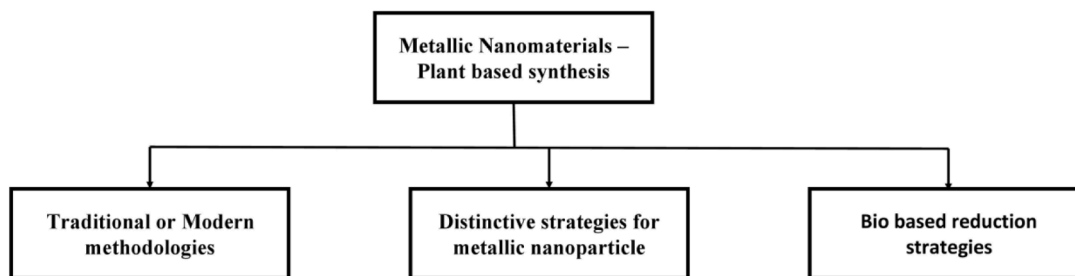 Metallic Nanomaterials –
Plant based synthesis
Traditional or Modern
methodologies
Distinctive strategies for
metallic nanoparticle
Bio based reduction
strategies